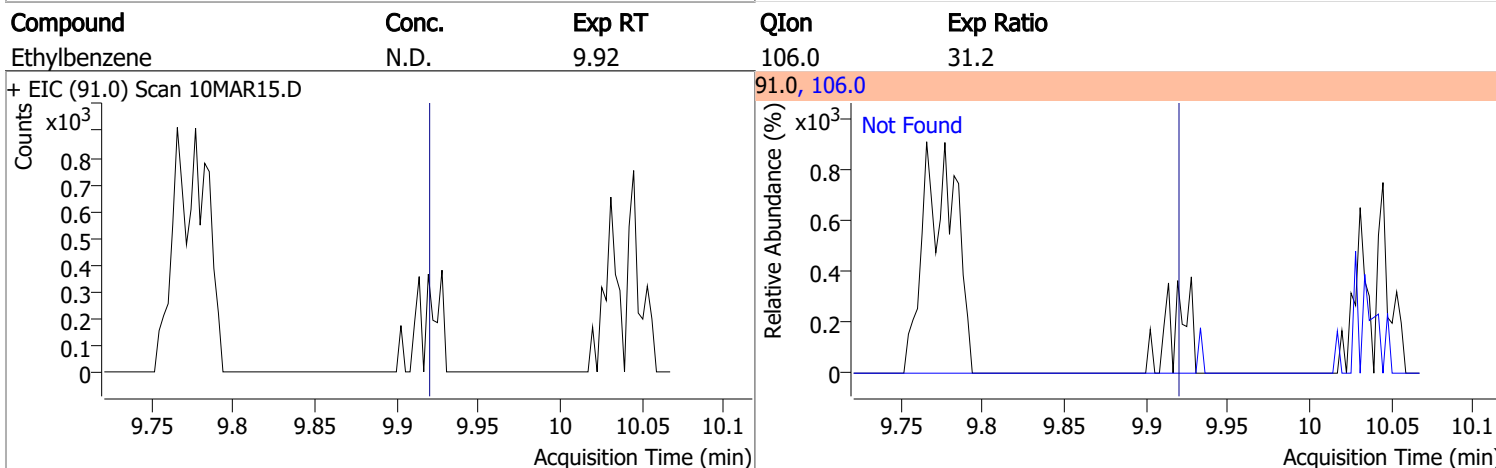 Compound Conc. Exp RT QIon Exp Ratio
Ethylbenzene N.D. 9.92 106.0 31.2
+ EIC (91.0) Scan 10MAR15.D
Counts
x10³
0.8
0.7
0.6
0.5
0.4
0.3
0.2
0.1
0
9.75 9.8 9.85 9.9 9.95 10 10.05 10.1
Acquisition Time (min)
91.0, 106.0
Relative Abundance (%)
x10³
Not Found
0.8
0.6
0.4
0.2
0
9.75 9.8 9.85 9.9 9.95 10 10.05 10.1
Acquisition Time (min)